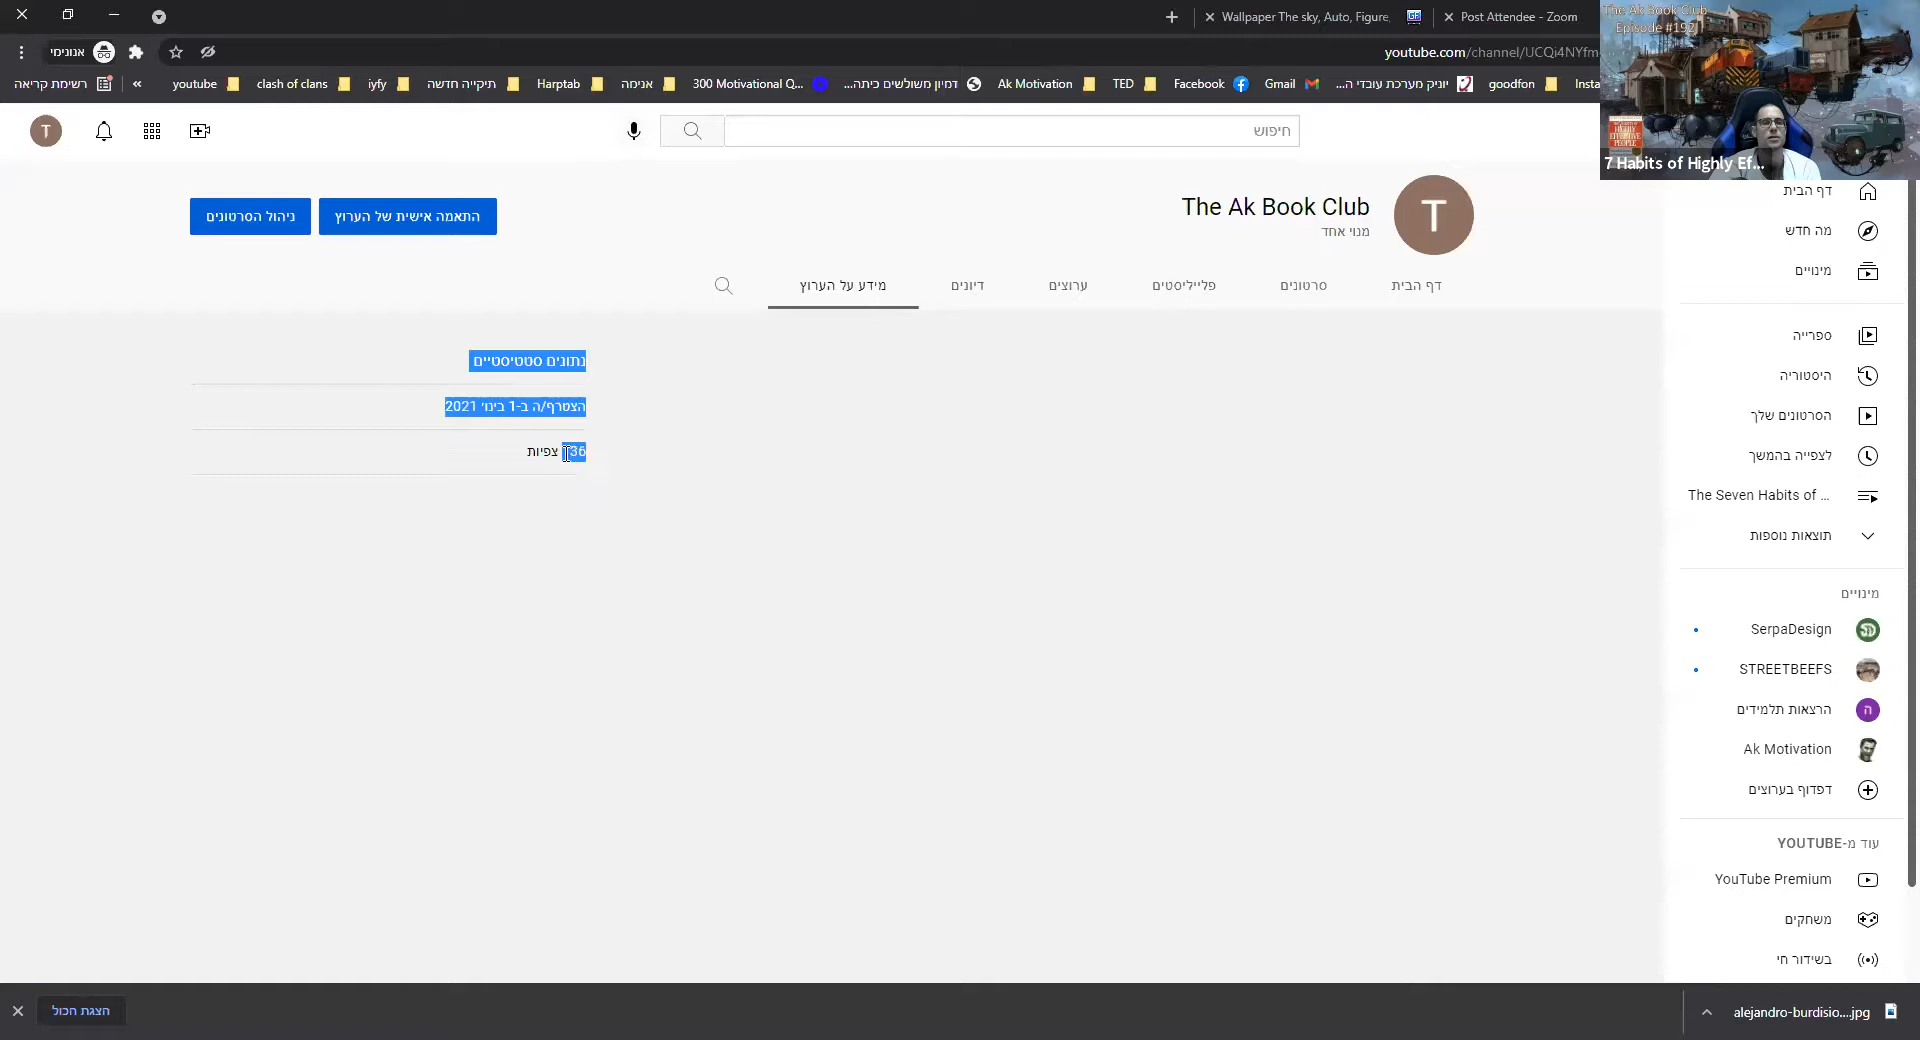 Wallpaper The sky, Auto, Figure,
Post Attendee - Zoom
The Ak Book Club
Episode #192
אנונימי
youtube.com/channel/UCQi4NYfm
רשימת קריאה
»
youtube
clash of clans
iyfy
תיקייה חדשה
Harptab
אנימה
300 Motivational Q...
דמיון משולשים כיתה...
Ak Motivation
TED
Facebook
Gmail
יוניק מערכת עובדי ה...
goodfon
Insta
HIGHLY
EFFECTIVE
PEOPLE
7 Habits of Highly Ef...
T
חיפוש
ניהול הסרטונים
התאמה אישית של הערוץ
The Ak Book Club
מנוי אחד
T
דף הבית
סרטונים
פלייליסטים
ערוצים
דיונים
מידע על הערוץ
נתונים סטטיסטיים
הצטרף/ה ב-1 בינו׳ 2021
צפיות
דף הבית
מה חדש
מינויים
ספרייה
היסטוריה
הסרטונים שלך
לצפייה בהמשך
The Seven Habits of ...
תוצאות נוספות
מינויים
SerpaDesign
STREETBEEFS
הרצאות תלמידים
ה
Ak Motivation
דפדוף בערוצים
עוד מ-YOUTUBE
YouTube Premium
משחקים
בשידור חי
הצגת הכול
alejandro-burdisio....jpg